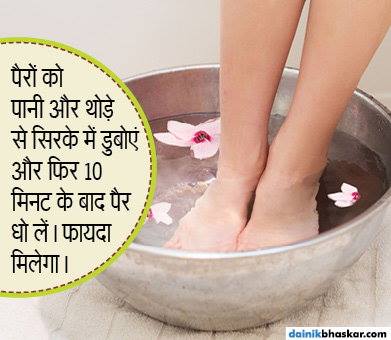 पैरों को
पानी और थोड़े
से सिरके में डुबोएं
और फिर 10
मिनट के बाद पैर
धो लें। फ़ायदा
मिलेगा।
dainikbhaskar.com